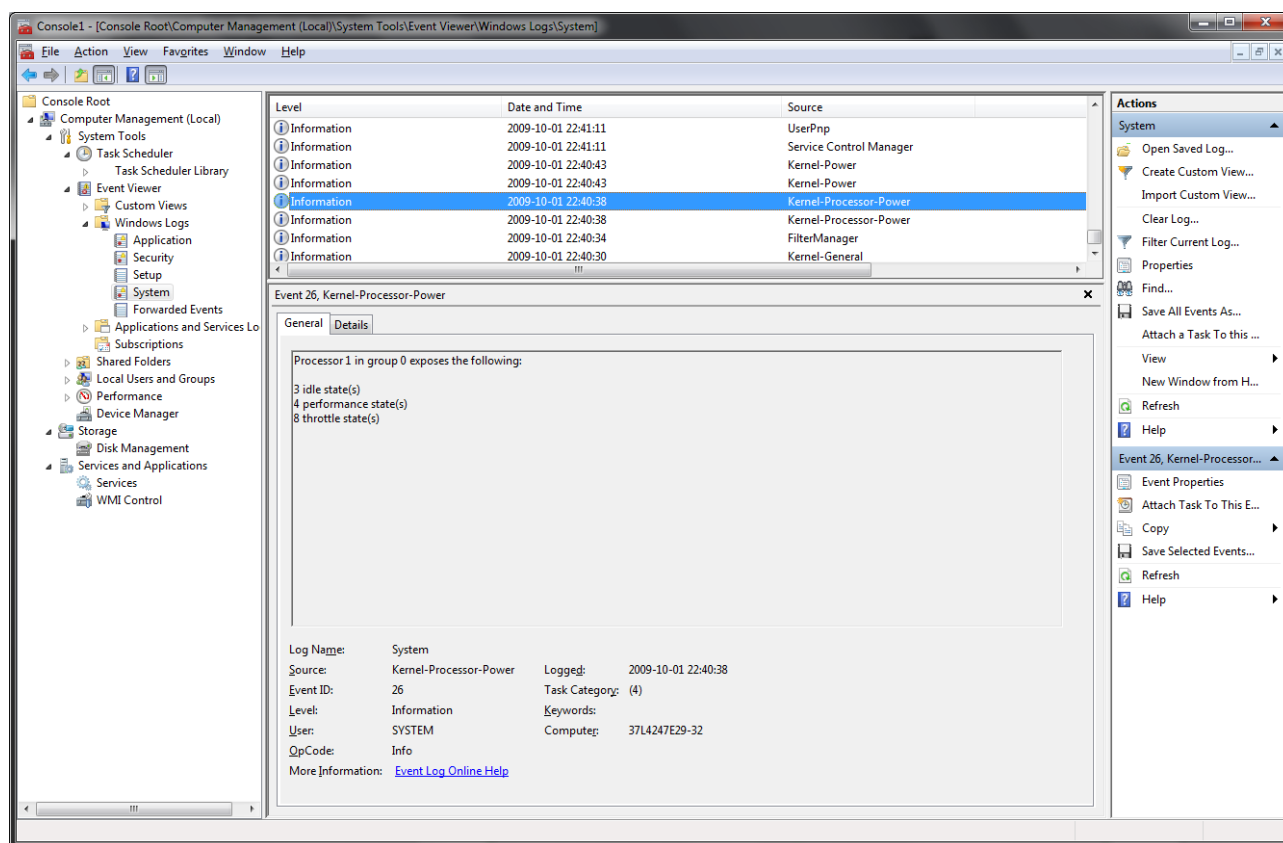 Console1 - [Console Root\Computer Management (Local)\System Tools\Event Viewer\Windows Logs\System]
File Action View Favorites Window Help
Console Root
Computer Management (Local)
System Tools
Task Scheduler
Task Scheduler Library
Event Viewer
Custom Views
Windows Logs
Application
Security
Setup
System
Forwarded Events
Applications and Services Lo
Subscriptions
Shared Folders
Local Users and Groups
Performance
Device Manager
Storage
Disk Management
Services and Applications
Services
WMI Control
Level Date and Time Source
Information 2009-10-01 22:41:11 UserPnp
Information 2009-10-01 22:41:11 Service Control Manager
Information 2009-10-01 22:40:43 Kernel-Power
Information 2009-10-01 22:40:43 Kernel-Power
Information 2009-10-01 22:40:38 Kernel-Processor-Power
Information 2009-10-01 22:40:38 Kernel-Processor-Power
Information 2009-10-01 22:40:34 FilterManager
Information 2009-10-01 22:40:30 Kernel-General
Event 26, Kernel-Processor-Power
General Details
Processor 1 in group 0 exposes the following:
3 idle state(s)
4 performance state(s)
8 throttle state(s)
Log Name: System
Source: Kernel-Processor-Power Logged: 2009-10-01 22:40:38
Event ID: 26 Task Category: (4)
Level: Information Keywords:
User: SYSTEM Computer: 37L4247E29-32
OpCode: Info
More Information: Event Log Online Help
Actions
System
Open Saved Log...
Create Custom View...
Import Custom View...
Clear Log...
Filter Current Log...
Properties
Find...
Save All Events As...
Attach a Task To this ...
View
New Window from H...
Refresh
Help
Event 26, Kernel-Processor...
Event Properties
Attach Task To This E...
Copy
Save Selected Events...
Refresh
Help